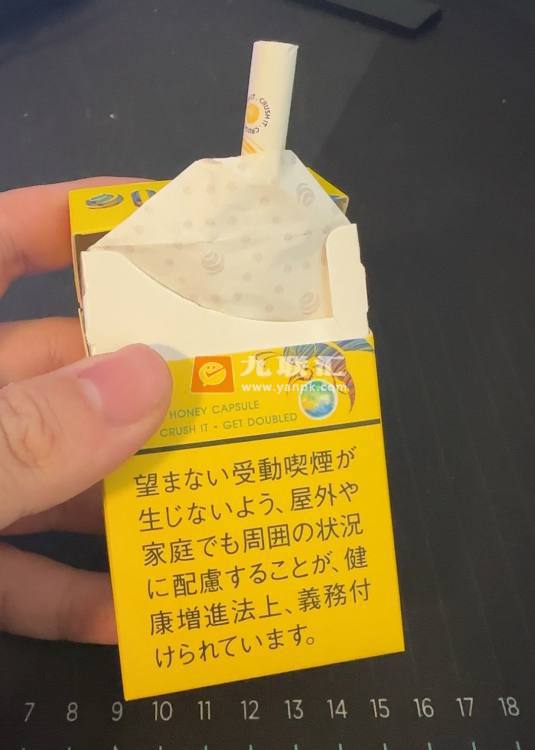 CRUSH IT
九联汇
www.yanpk.com
HONEY CAPSULE
CRUSH IT • GET DOUBLED
望まない受動喫煙が
生じないよう、屋外や
家庭でも周囲の状況
に配慮することが、健
康増進法上、義務付
けられています。
7 8 9 10 11 12 13 14 15 16 17 18